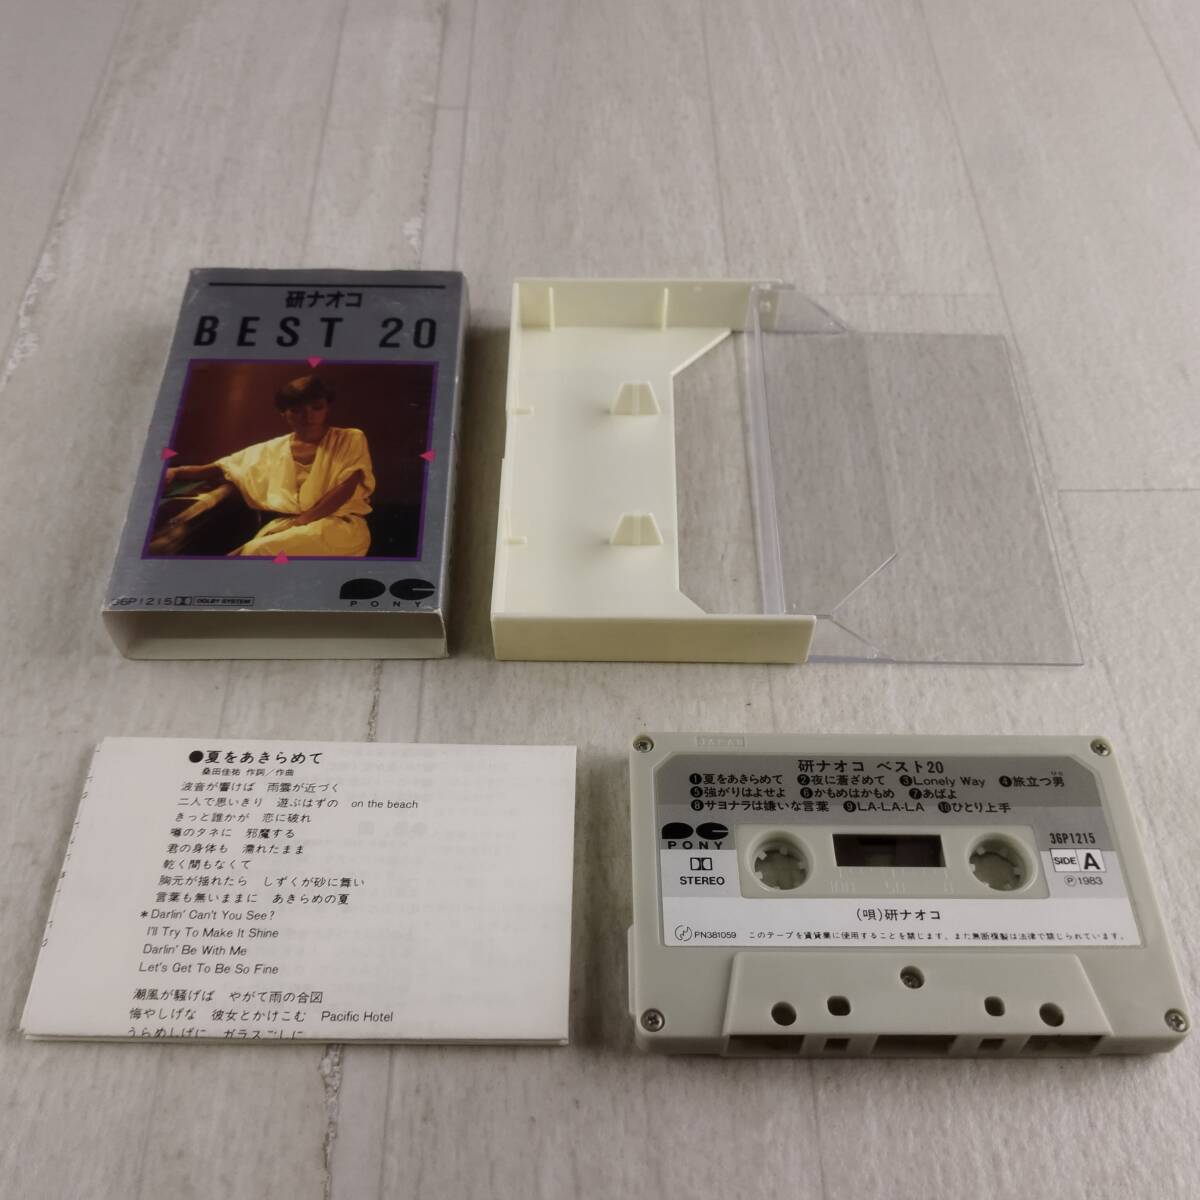 研ナオコ
BEST 20
36P1215 DOLBY SYSTEM
PONY
●夏をあきらめて
桑田佳祐 作詞／作曲
波音が響けば 雨雲が近づく
二人で思いきり 遊ぶはずの on the beach
きっと誰かが 恋に破れ
噂のタネに 邪魔する
君の身体も 濡れたまま
乾く間もなくて
胸元が揺れたら しずくが砂に舞い
言葉も無いままに あきらめの夏
*Darlin' Can't You See?
I'll Try To Make It Shine
Darlin' Be With Me
Let's Get To Be So Fine
潮風が騒げば やがて雨の合図
悔やしげな 彼女とかけこむ Pacific Hotel
うらめしげに ガラスごしに
JAPAN
研ナオコ ベスト20
❶夏をあきらめて ❷夜に蒼ざめて ❸Lonely Way ❹旅立つ男
❺強がりはよせよ ❻かもめはかもめ ❼あばよ
❽サヨナラは嫌いな言葉 ❾LA-LA-LA ❿ひとり上手
PONY
36P1215
STEREO
100 50 0
SIDE A
Ⓟ1983
(唄)研ナオコ
PN381059 このテープを賃貸業に使用することを禁じます。また無断複製は法律で禁じられています。